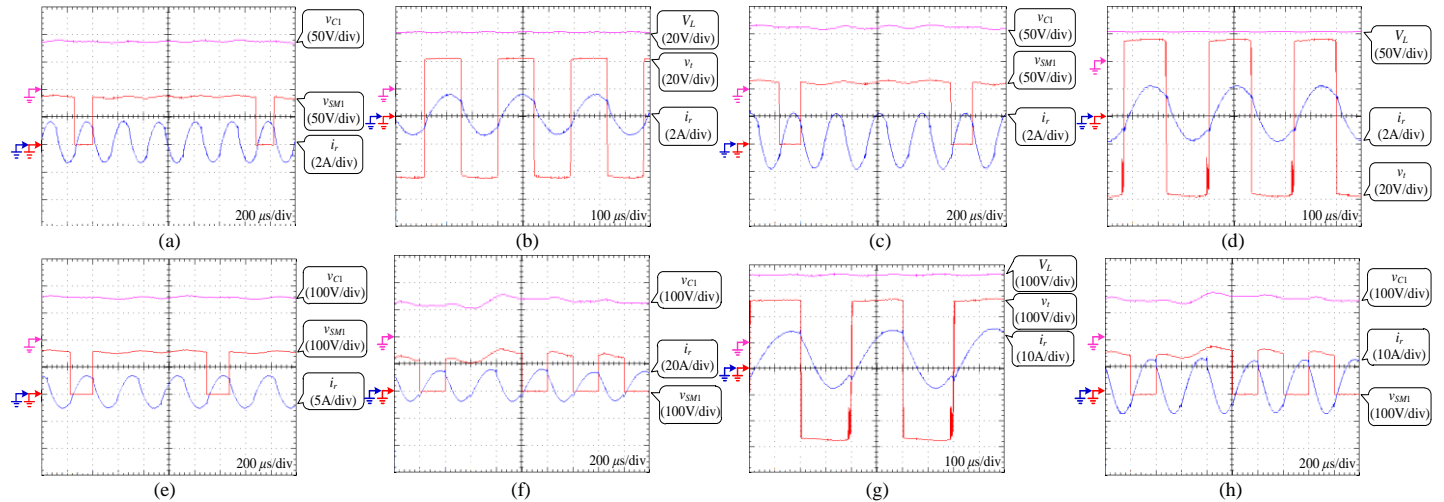 v_C1
(50V/div)
v_SM1
(50V/div)
i_r
(2A/div)
200 μs/div
(a)
V_L
(20V/div)
v_t
(20V/div)
i_r
(2A/div)
100 μs/div
(b)
v_C1
(50V/div)
v_SM1
(50V/div)
i_r
(2A/div)
200 μs/div
(c)
V_L
(50V/div)
i_r
(2A/div)
v_t
(20V/div)
100 μs/div
(d)
v_C1
(100V/div)
v_SM1
(100V/div)
i_r
(5A/div)
200 μs/div
(e)
v_C1
(100V/div)
i_r
(20A/div)
v_SM1
(100V/div)
200 μs/div
(f)
V_L
(100V/div)
v_t
(100V/div)
i_r
(10A/div)
100 μs/div
(g)
v_C1
(100V/div)
i_r
(10A/div)
v_SM1
(100V/div)
200 μs/div
(h)